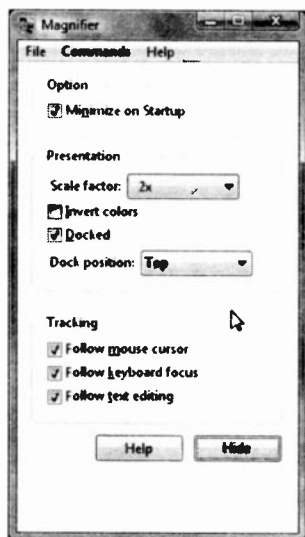 Magnifier
File Commands Help
Option
Minimize on Startup
Presentation
Scale factor: 2x
Invert colors
Docked
Dock position: Top
Tracking
Follow mouse cursor
Follow keyboard focus
Follow text editing
Help Hide